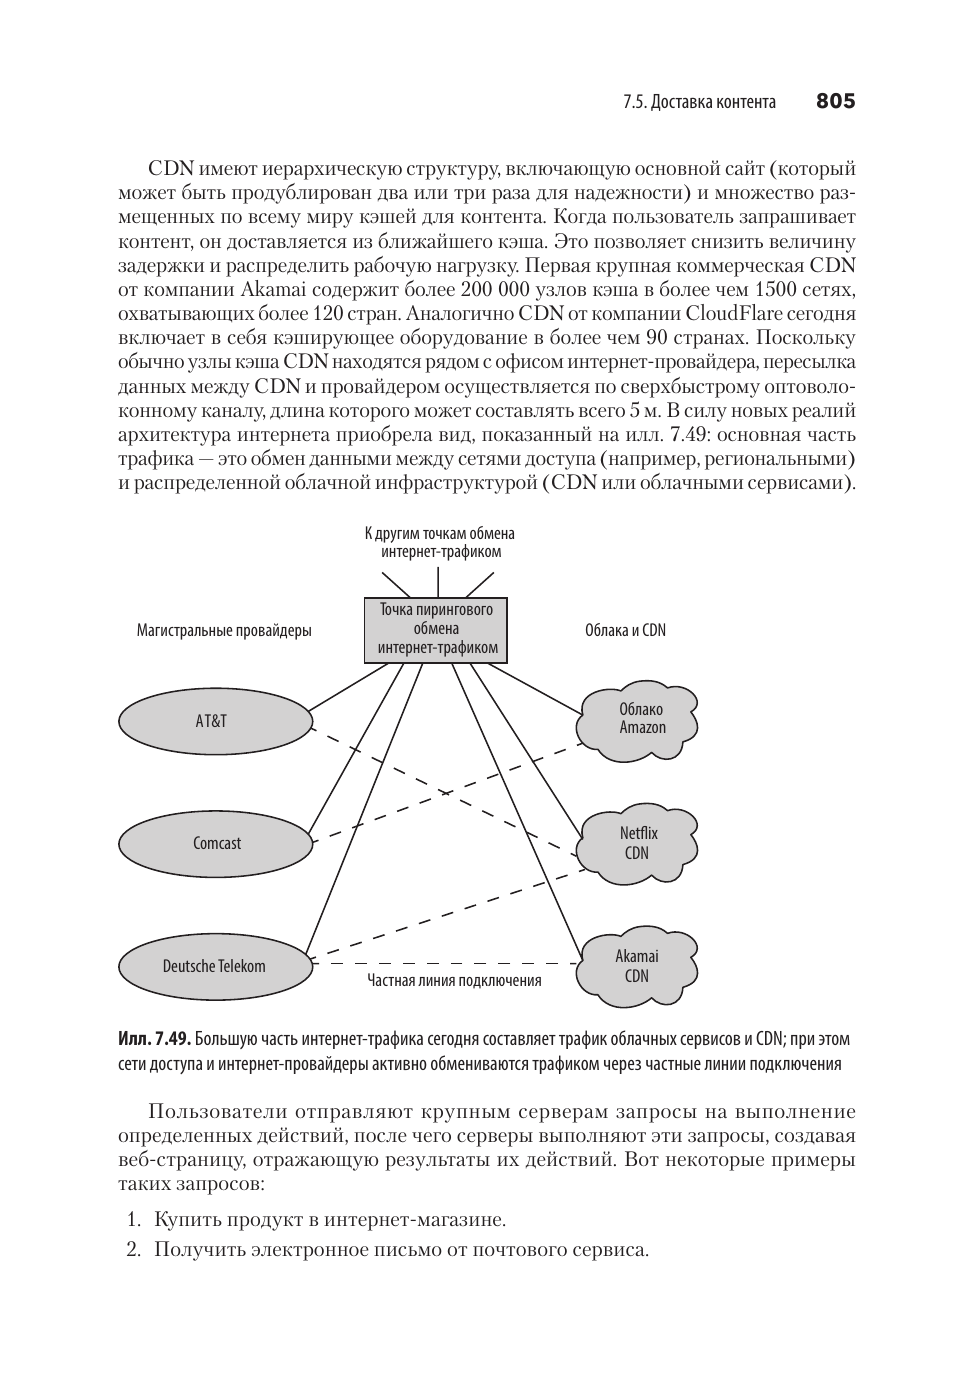 7.5. Доставка контента 805
CDN имеют иерархическую структуру, включающую основной сайт (который
может быть продублирован два или три раза для надежности) и множество раз-
мещенных по всему миру кэшей для контента. Когда пользователь запрашивает
контент, он доставляется из ближайшего кэша. Это позволяет снизить величину
задержки и распределить рабочую нагрузку. Первая крупная коммерческая CDN
от компании Akamai содержит более 200 000 узлов кэша в более чем 1500 сетях,
охватывающих более 120 стран. Аналогично CDN от компании CloudFlare сегодня
включает в себя кэширующее оборудование в более чем 90 странах. Поскольку
обычно узлы кэша CDN находятся рядом с офисом интернет-провайдера, пересылка
данных между CDN и провайдером осуществляется по сверхбыстрому оптоволо-
конному каналу, длина которого может составлять всего 5 м. В силу новых реалий
архитектура интернета приобрела вид, показанный на илл. 7.49: основная часть
трафика — это обмен данными между сетями доступа (например, региональными)
и распределенной облачной инфраструктурой (CDN или облачными сервисами).
К другим точкам обмена
интернет-трафиком
Точка пирингового
обмена
интернет-трафиком
Магистральные провайдеры
Облака и CDN
AT&T
Облако
Amazon
Comcast
Netflix
CDN
Deutsche Telekom
Akamai
CDN
Частная линия подключения
Илл. 7.49. Большую часть интернет-трафика сегодня составляет трафик облачных сервисов и CDN; при этом
сети доступа и интернет-провайдеры активно обмениваются трафиком через частные линии подключения
Пользователи отправляют крупным серверам запросы на выполнение
определенных действий, после чего серверы выполняют эти запросы, создавая
веб-страницу, отражающую результаты их действий. Вот некоторые примеры
таких запросов:
1. Купить продукт в интернет-магазине.
2. Получить электронное письмо от почтового сервиса.